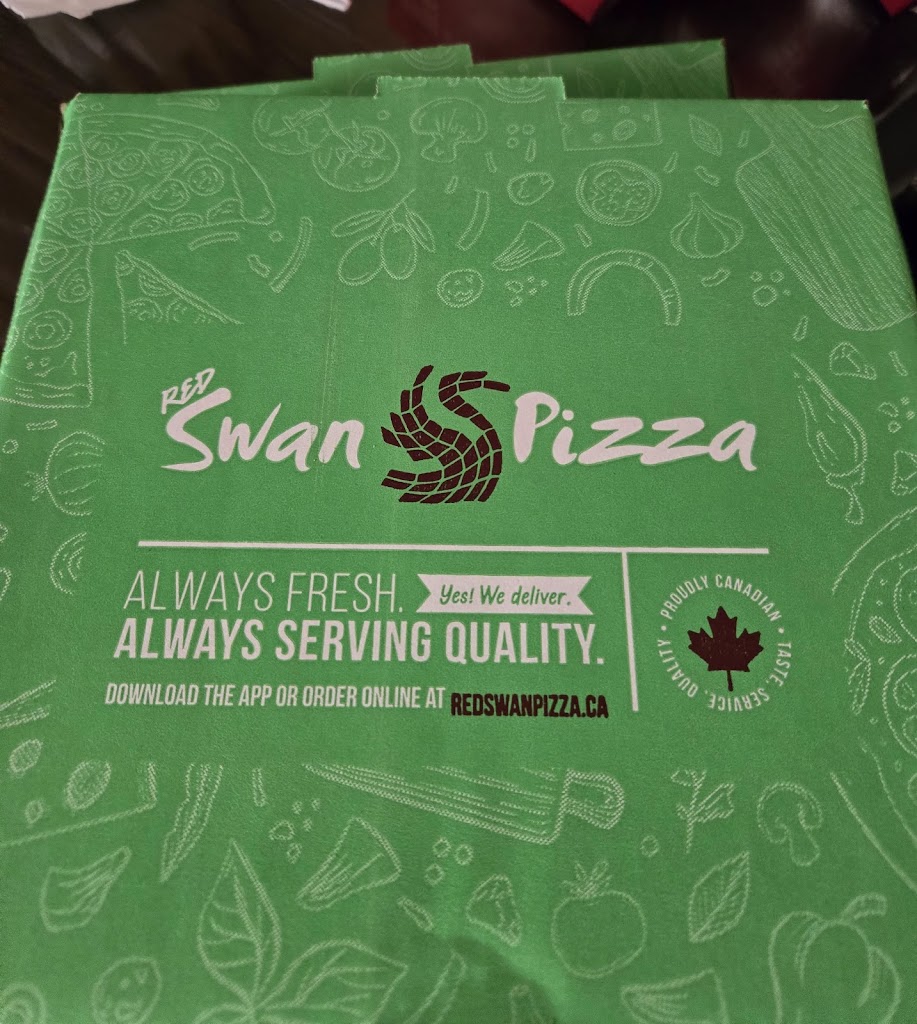 RED
Swan Pizza
ALWAYS FRESH. Yes! We deliver.
ALWAYS SERVING QUALITY.
DOWNLOAD THE APP OR ORDER ONLINE AT REDSWANPIZZA.CA
PROUDLY CANADIAN • TASTE. SERVICE. QUALITY •